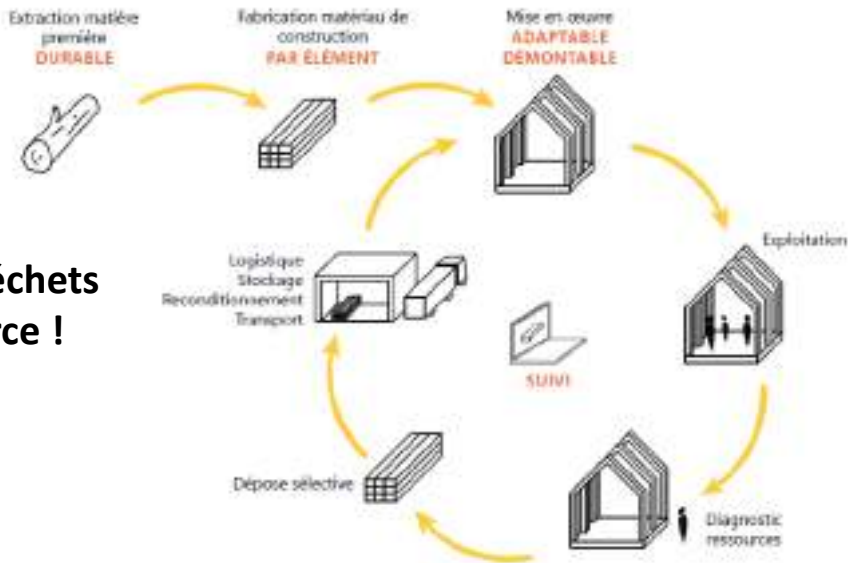 Extraction matière
première
DURABLE
Fabrication matériau de
construction
PAR ÉLÉMENT
Mise en œuvre
ADAPTABLE
DÉMONTABLE
Exploitation
échets
rce !
Logistique
Stockage
Reconditionnement
Transport
SUIVI
Dépose sélective
Diagnostic
ressources